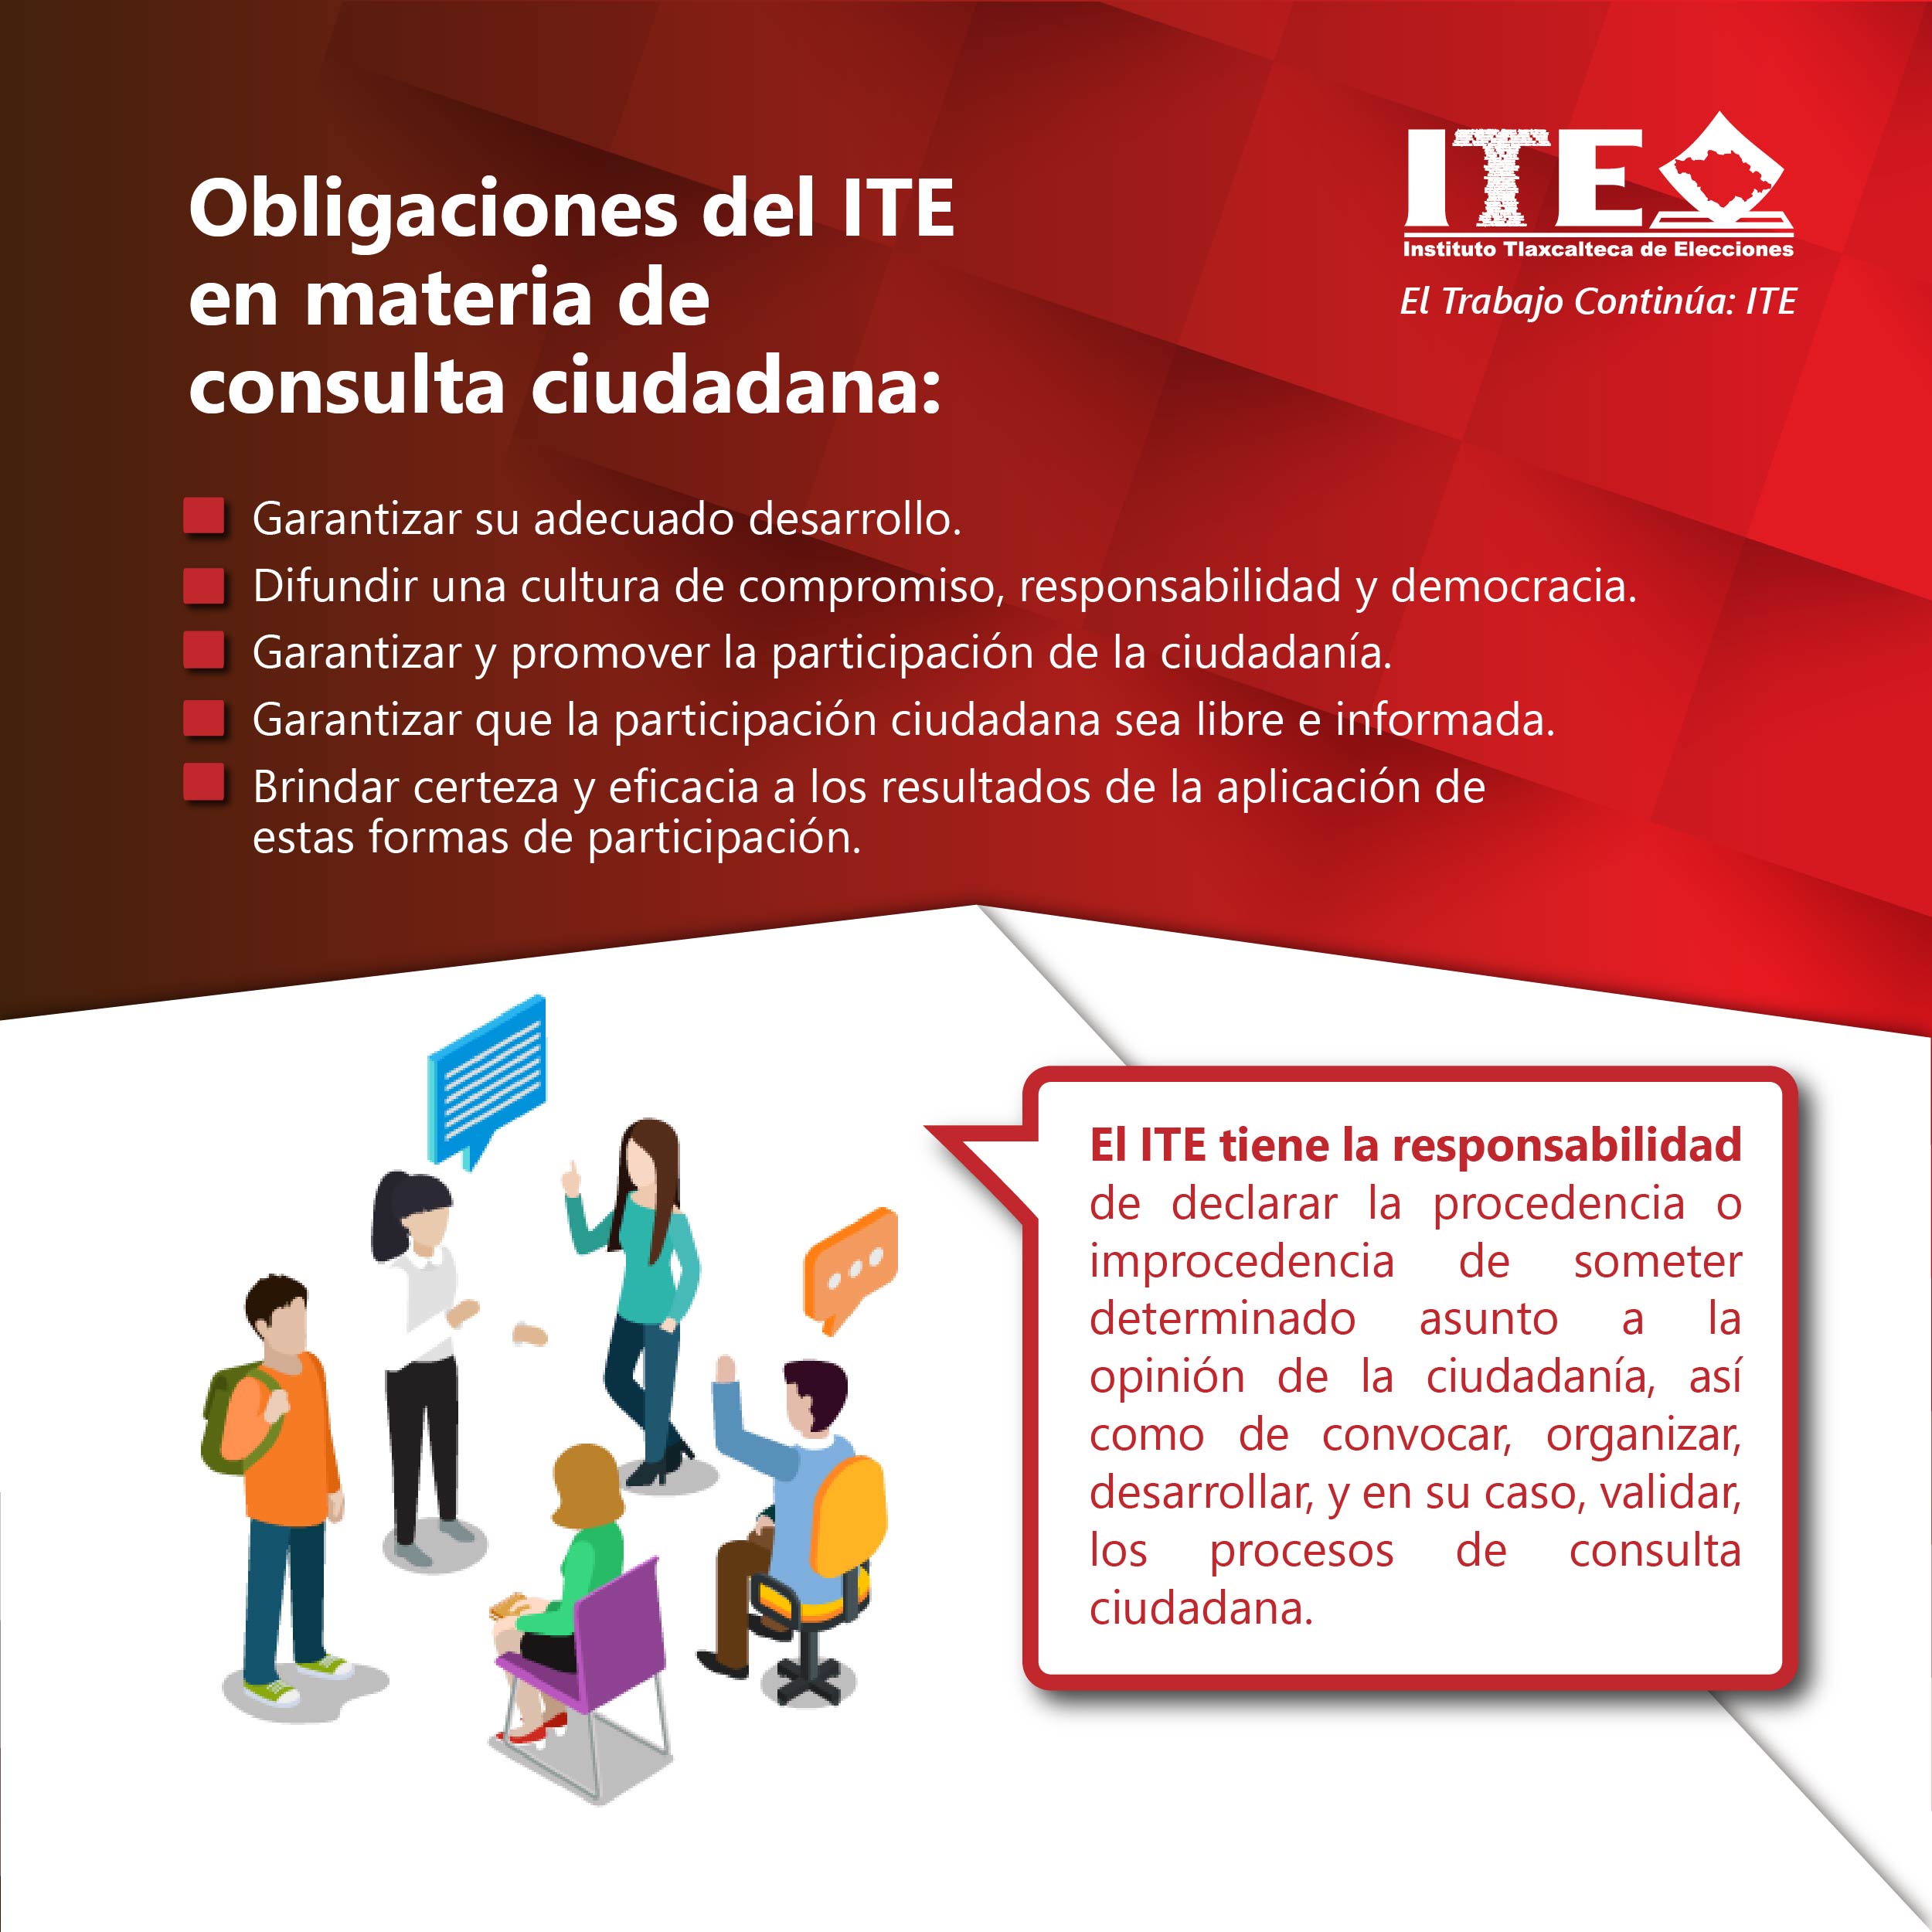 Obligaciones del ITE
en materia de
consulta ciudadana:
ITE
Instituto Tlaxcalteca de Elecciones
El Trabajo Continúa: ITE
Garantizar su adecuado desarrollo.
Difundir una cultura de compromiso, responsabilidad y democracia.
Garantizar y promover la participación de la ciudadanía.
Garantizar que la participación ciudadana sea libre e informada.
Brindar certeza y eficacia a los resultados de la aplicación de
estas formas de participación.
El ITE tiene la responsabilidad
de declarar la procedencia o
improcedencia de someter
determinado asunto a la
opinión de la ciudadanía, así
como de convocar, organizar,
desarrollar, y en su caso, validar,
los procesos de consulta
ciudadana.